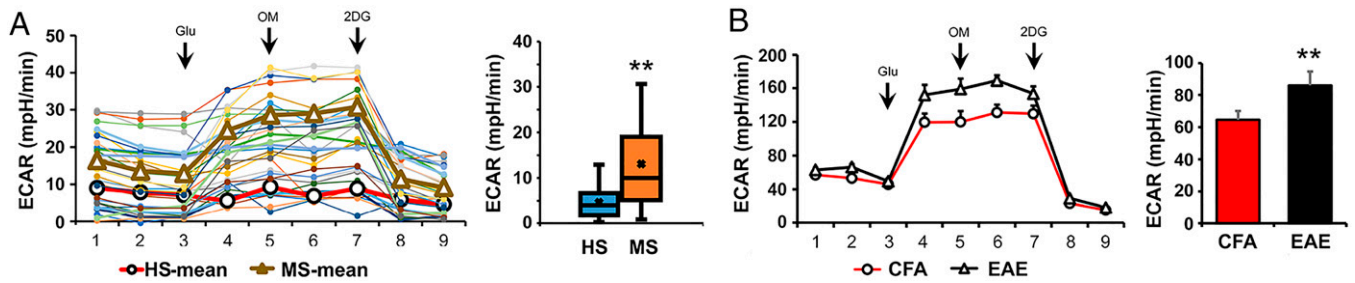 A
Glu
OM
2DG
ECAR (mpH/min)
50
40
30
20
10
0
1 2 3 4 5 6 7 8 9
HS-mean MS-mean
ECAR (mpH/min)
40
30
20
10
0
**
HS MS
B
Glu
OM
2DG
ECAR (mpH/min)
200
160
120
80
40
0
1 2 3 4 5 6 7 8 9
CFA EAE
ECAR (mpH/min)
100
80
60
40
20
0
**
CFA EAE